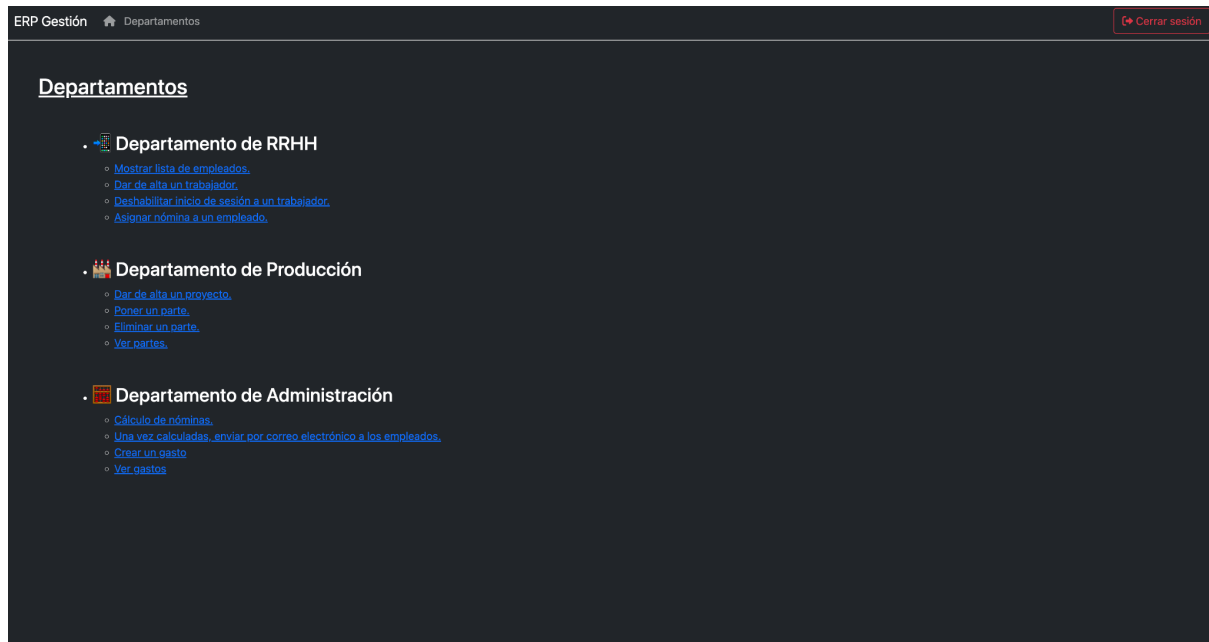 ERP Gestión Departamentos Cerrar sesión
Departamentos
Departamento de RRHH
Mostrar lista de empleados.
Dar de alta un trabajador.
Deshabilitar inicio de sesión a un trabajador.
Asignar nómina a un empleado.
Departamento de Producción
Dar de alta un proyecto.
Poner un parte.
Eliminar un parte.
Ver partes.
Departamento de Administración
Cálculo de nóminas.
Una vez calculadas, enviar por correo electrónico a los empleados.
Crear un gasto
Ver gastos